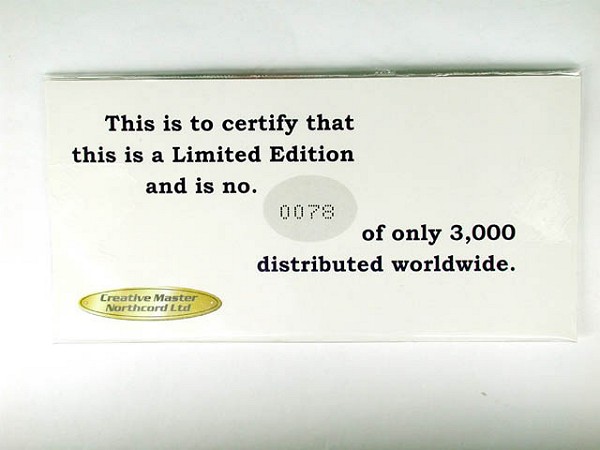 This is to certify that
this is a Limited Edition
and is no.
0078
of only 3,000
distributed worldwide.
Creative Master
Northcord Ltd